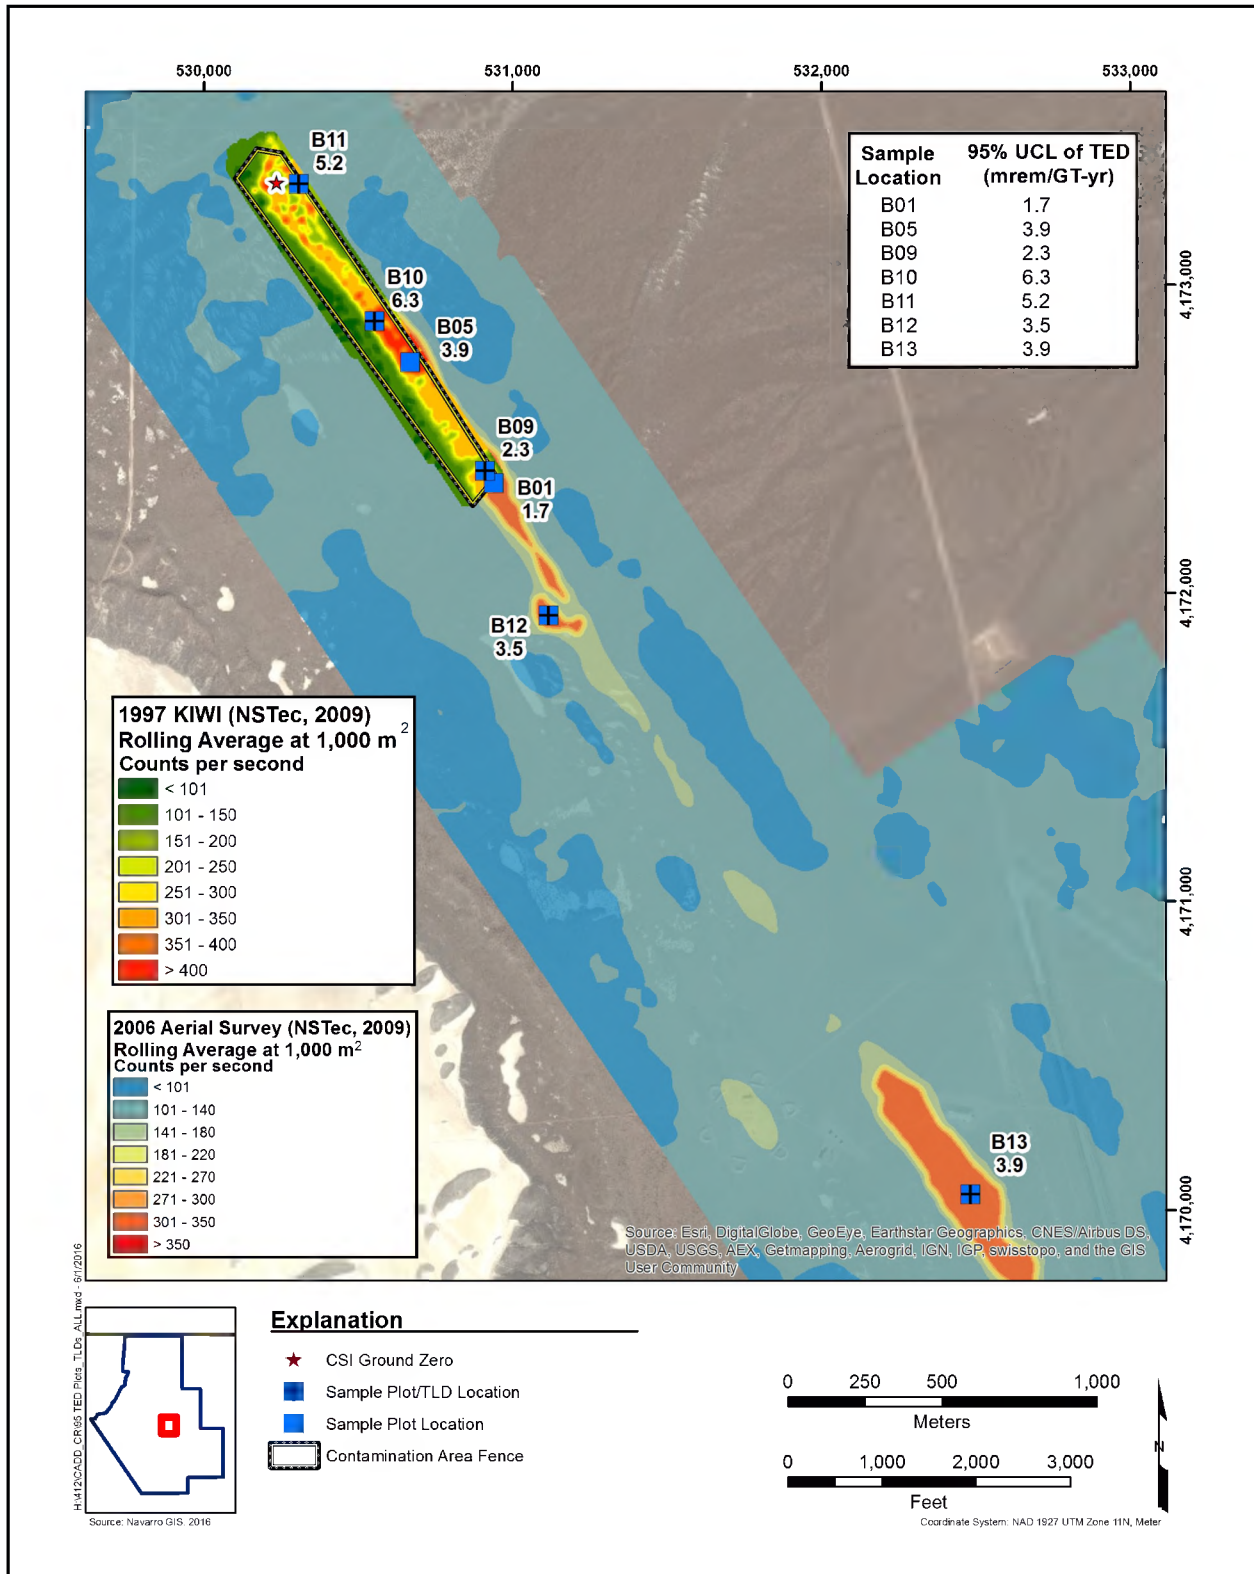 530,000
531,000
532,000
533,000
B11
5.2
Sample Location
95% UCL of TED (mrem/GT-yr)
B01 1.7
B05 3.9
B09 2.3
B10 6.3
B11 5.2
B12 3.5
B13 3.9
4,173,000
B10
6.3
B05
3.9
B09
2.3
B01
1.7
4,172,000
B12
3.5
1997 KIWI (NSTec, 2009)
Rolling Average at 1,000 m²
Counts per second
< 101
101 - 150
151 - 200
201 - 250
251 - 300
301 - 350
351 - 400
> 400
4,171,000
2006 Aerial Survey (NSTec, 2009)
Rolling Average at 1,000 m²
Counts per second
< 101
101 - 140
141 - 180
181 - 220
221 - 270
271 - 300
301 - 350
> 350
B13
3.9
4,170,000
Source: Esri, DigitalGlobe, GeoEye, Earthstar Geographics, CNES/Airbus DS,
USDA, USGS, AEX, Getmapping, Aerogrid, IGN, IGP, swisstopo, and the GIS
User Community
H:\412\CADD_CR\95 TED Plots_TLDs_ALL.mxd - 6/1/2016
Source: Navarro GIS, 2016
Explanation
CSI Ground Zero
Sample Plot/TLD Location
Sample Plot Location
Contamination Area Fence
0 250 500 1,000
Meters
0 1,000 2,000 3,000
Feet
N
Coordinate System: NAD 1927 UTM Zone 11N, Meter